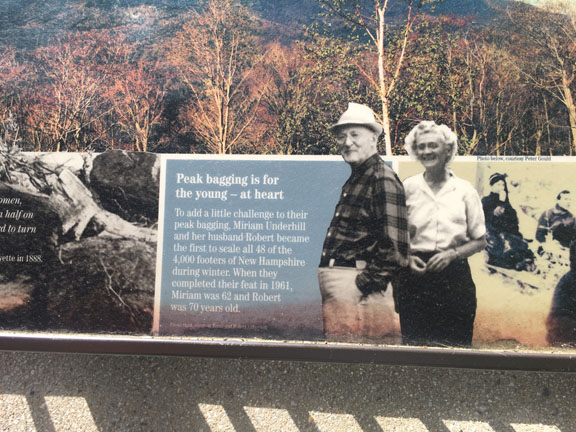 omen,
a half on
ed to turn
yette in 1888.
Peak bagging is for
the young – at heart
To add a little challenge to their
peak bagging, Miriam Underhill
and her husband Robert became
the first to scale all 48 of the
4,000 footers of New Hampshire
during winter. When they
completed their feat in 1961,
Miriam was 62 and Robert
was 70 years old.
Photo below, courtesy Peter Gould